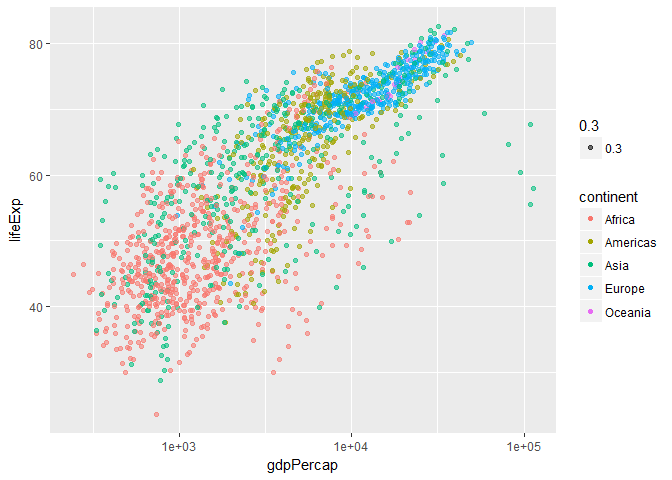 80
60
40
lifeExp
1e+03
1e+04
1e+05
gdpPercap
0.3
0.3
continent
Africa
Americas
Asia
Europe
Oceania